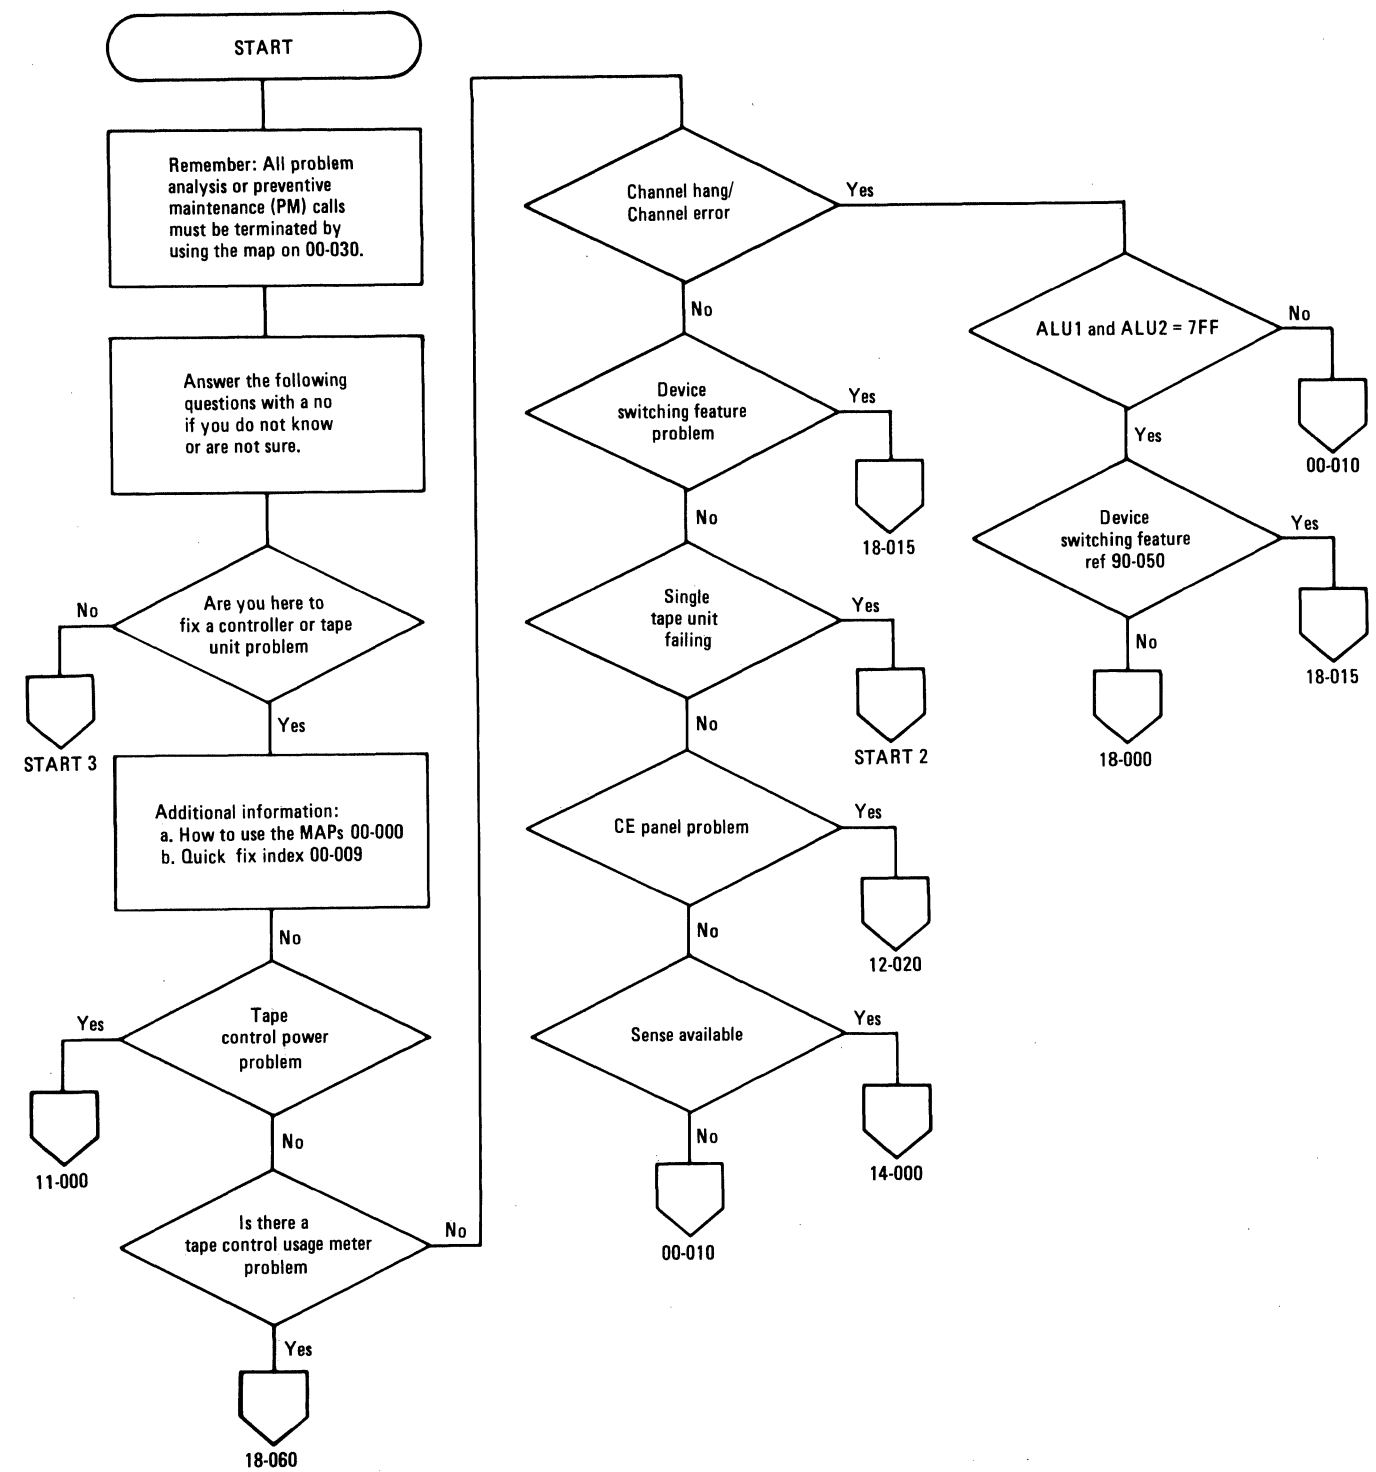 START
Remember: All problem
analysis or preventive
maintenance (PM) calls
must be terminated by
using the map on 00-030.
Answer the following
questions with a no
if you do not know
or are not sure.
Are you here to
fix a controller or tape
unit problem
No
START 3
Yes
Additional information:
a. How to use the MAPs 00-000
b. Quick fix index 00-009
No
Tape
control power
problem
Yes
11-000
No
Is there a
tape control usage meter
problem
No
Yes
18-060
Channel hang/
Channel error
Yes
No
Device
switching feature
problem
Yes
18-015
No
Single
tape unit
failing
Yes
START 2
No
CE panel problem
Yes
12-020
No
Sense available
Yes
14-000
No
00-010
ALU1 and ALU2 = 7FF
No
00-010
Yes
Device
switching feature
ref 90-050
Yes
18-015
No
18-000